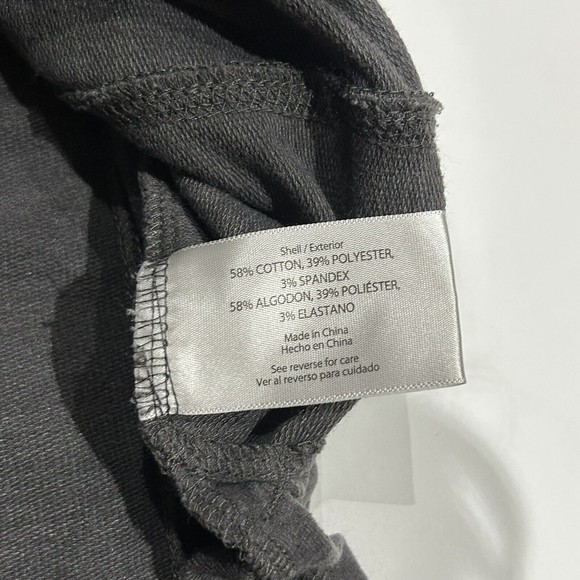 Shell / Exterior
58% COTTON, 39% POLYESTER,
3% SPANDEX
58% ALGODON, 39% POLIÉSTER,
3% ELASTANO
Made in China
Hecho en China
See reverse for care
Ver al reverso para cuidado